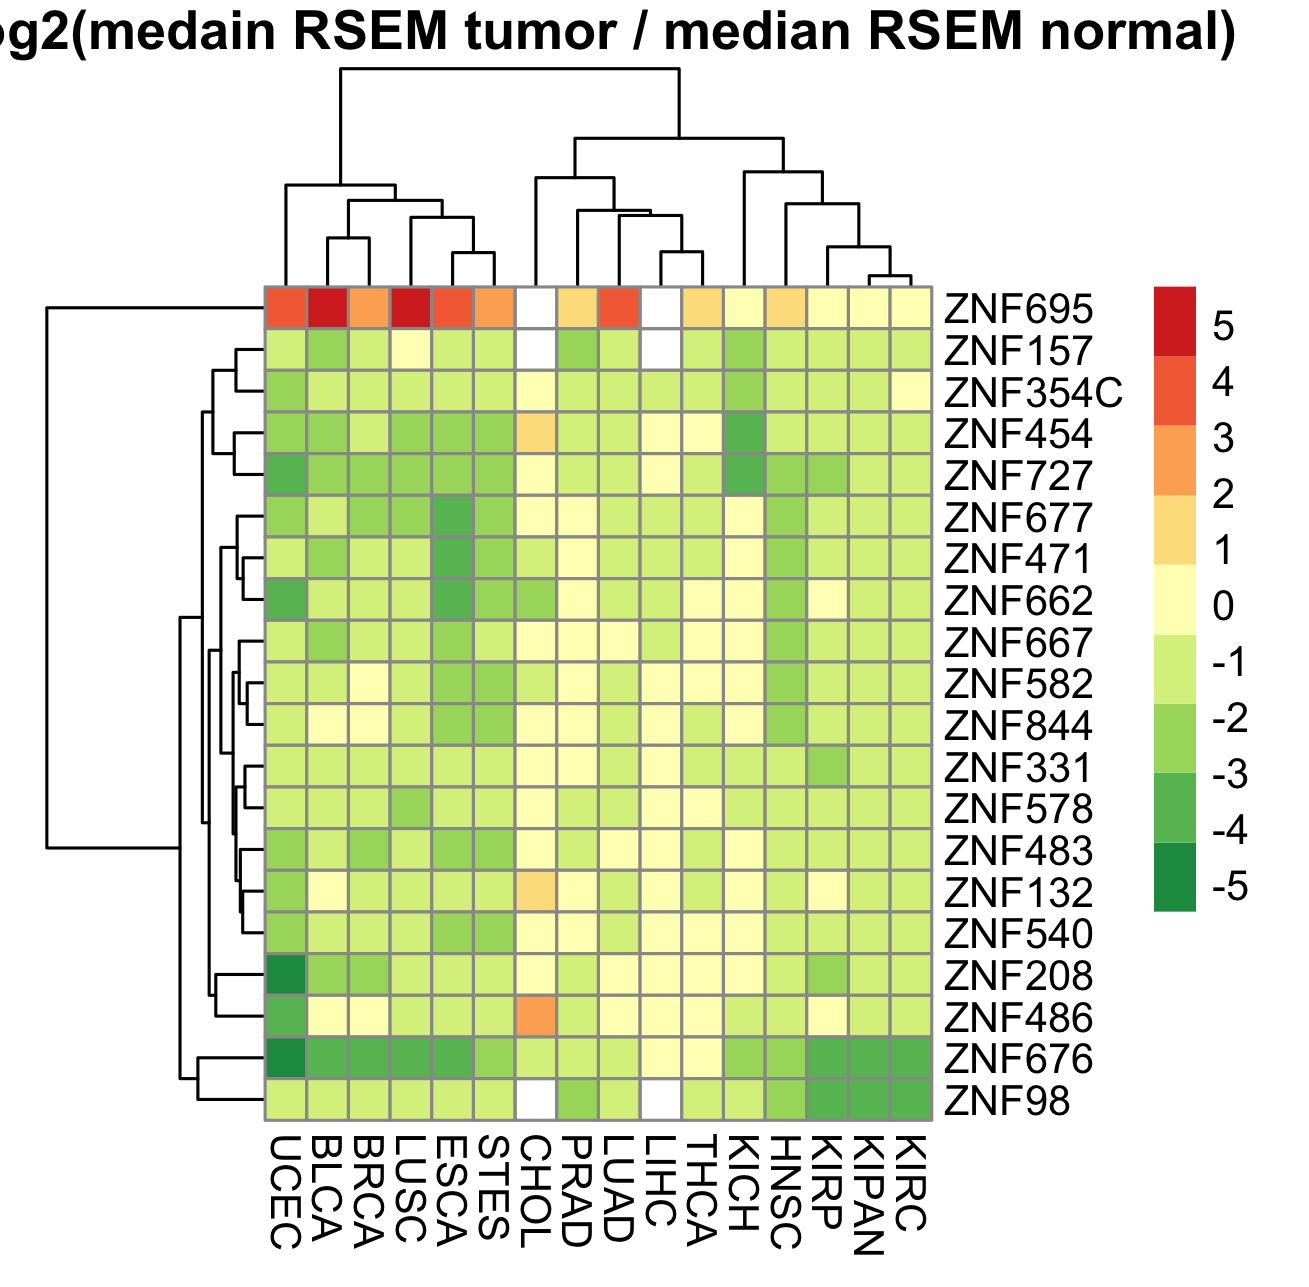 og2(medain RSEM tumor / median RSEM normal)
ZNF695
ZNF157
ZNF354C
ZNF454
ZNF727
ZNF677
ZNF471
ZNF662
ZNF667
ZNF582
ZNF844
ZNF331
ZNF578
ZNF483
ZNF132
ZNF540
ZNF208
ZNF486
ZNF676
ZNF98
5
4
3
2
1
0
-1
-2
-3
-4
-5
UCEC
BLCA
BRCA
LUSC
ESCA
STES
CHOL
PRAD
LUAD
LIHC
THCA
KICH
HNSC
KIRP
KIPAN
KIRC